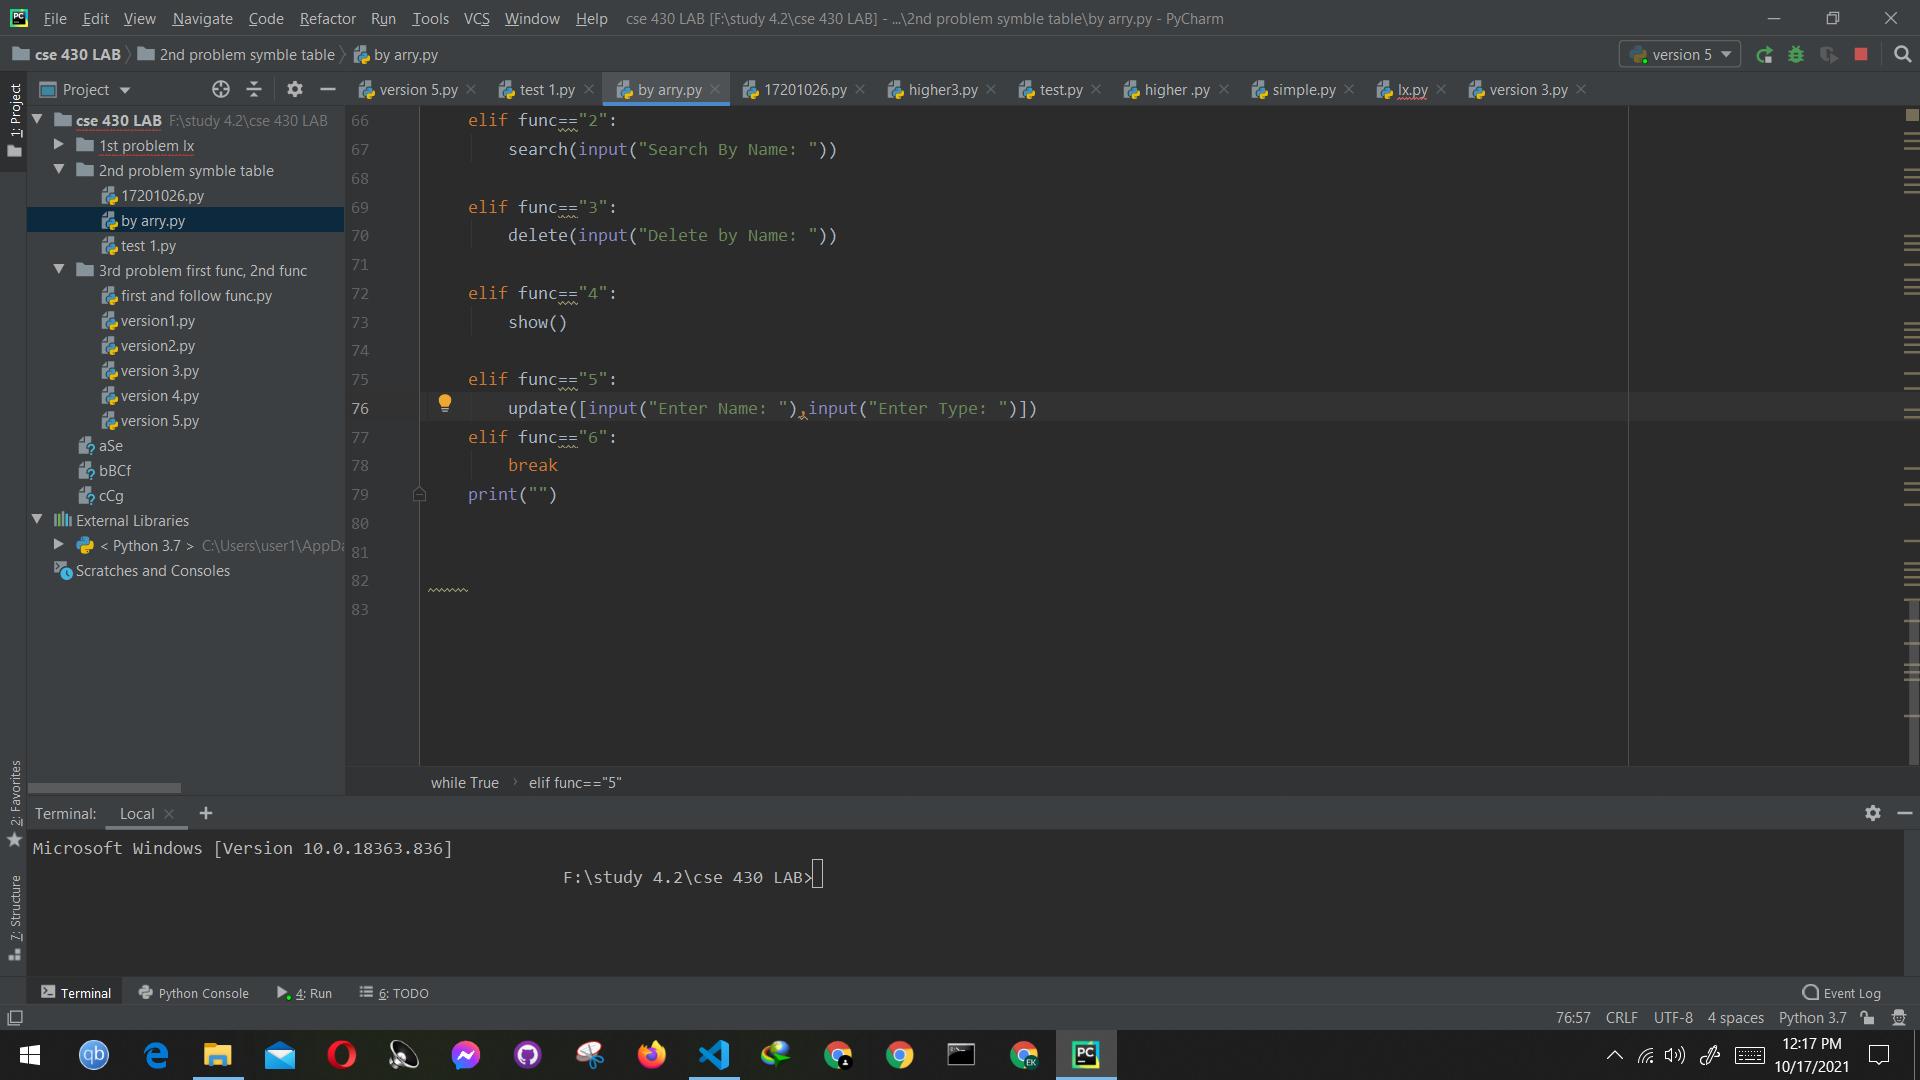 File Edit View Navigate Code Refactor Run Tools VCS Window Help cse 430 LAB [F:\study 4.2\cse 430 LAB] - ...\2nd problem symble table\by arry.py - PyCharm
cse 430 LAB 2nd problem symble table by arry.py version 5
1: Project
Project
version 5.py test 1.py by arry.py 17201026.py higher3.py test.py higher .py simple.py lx.py version 3.py
cse 430 LAB F:\study 4.2\cse 430 LAB
1st problem lx
2nd problem symble table
17201026.py
by arry.py
test 1.py
3rd problem first func, 2nd func
first and follow func.py
version1.py
version2.py
version 3.py
version 4.py
version 5.py
aSe
bBCf
cCg
External Libraries
< Python 3.7 > C:\Users\user1\AppDa
Scratches and Consoles
66 elif func=="2":
67 search(input("Search By Name: "))
68
69 elif func=="3":
70 delete(input("Delete by Name: "))
71
72 elif func=="4":
73 show()
74
75 elif func=="5":
76 update([input("Enter Name: "),input("Enter Type: ")])
77 elif func=="6":
78 break
79 print("")
80
81
82
83
while True elif func=="5"
2: Favorites
7: Structure
Terminal: Local +
Microsoft Windows [Version 10.0.18363.836]
F:\study 4.2\cse 430 LAB>
Terminal Python Console 4: Run 6: TODO Event Log
76:57 CRLF UTF-8 4 spaces Python 3.7
qb
EK
PC
12:17 PM
10/17/2021